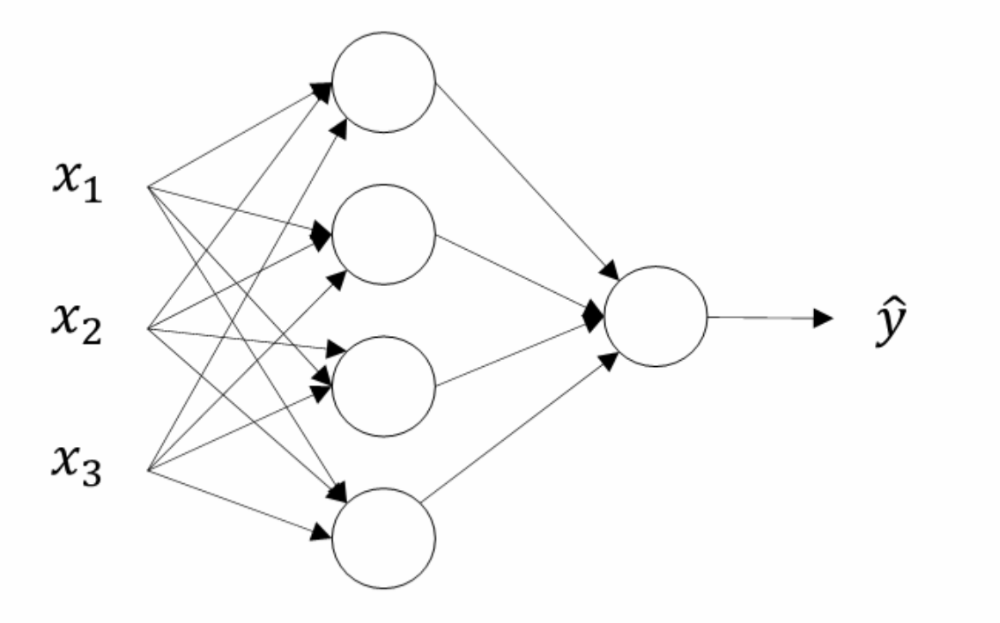 x₁
x₂
x₃
ŷ